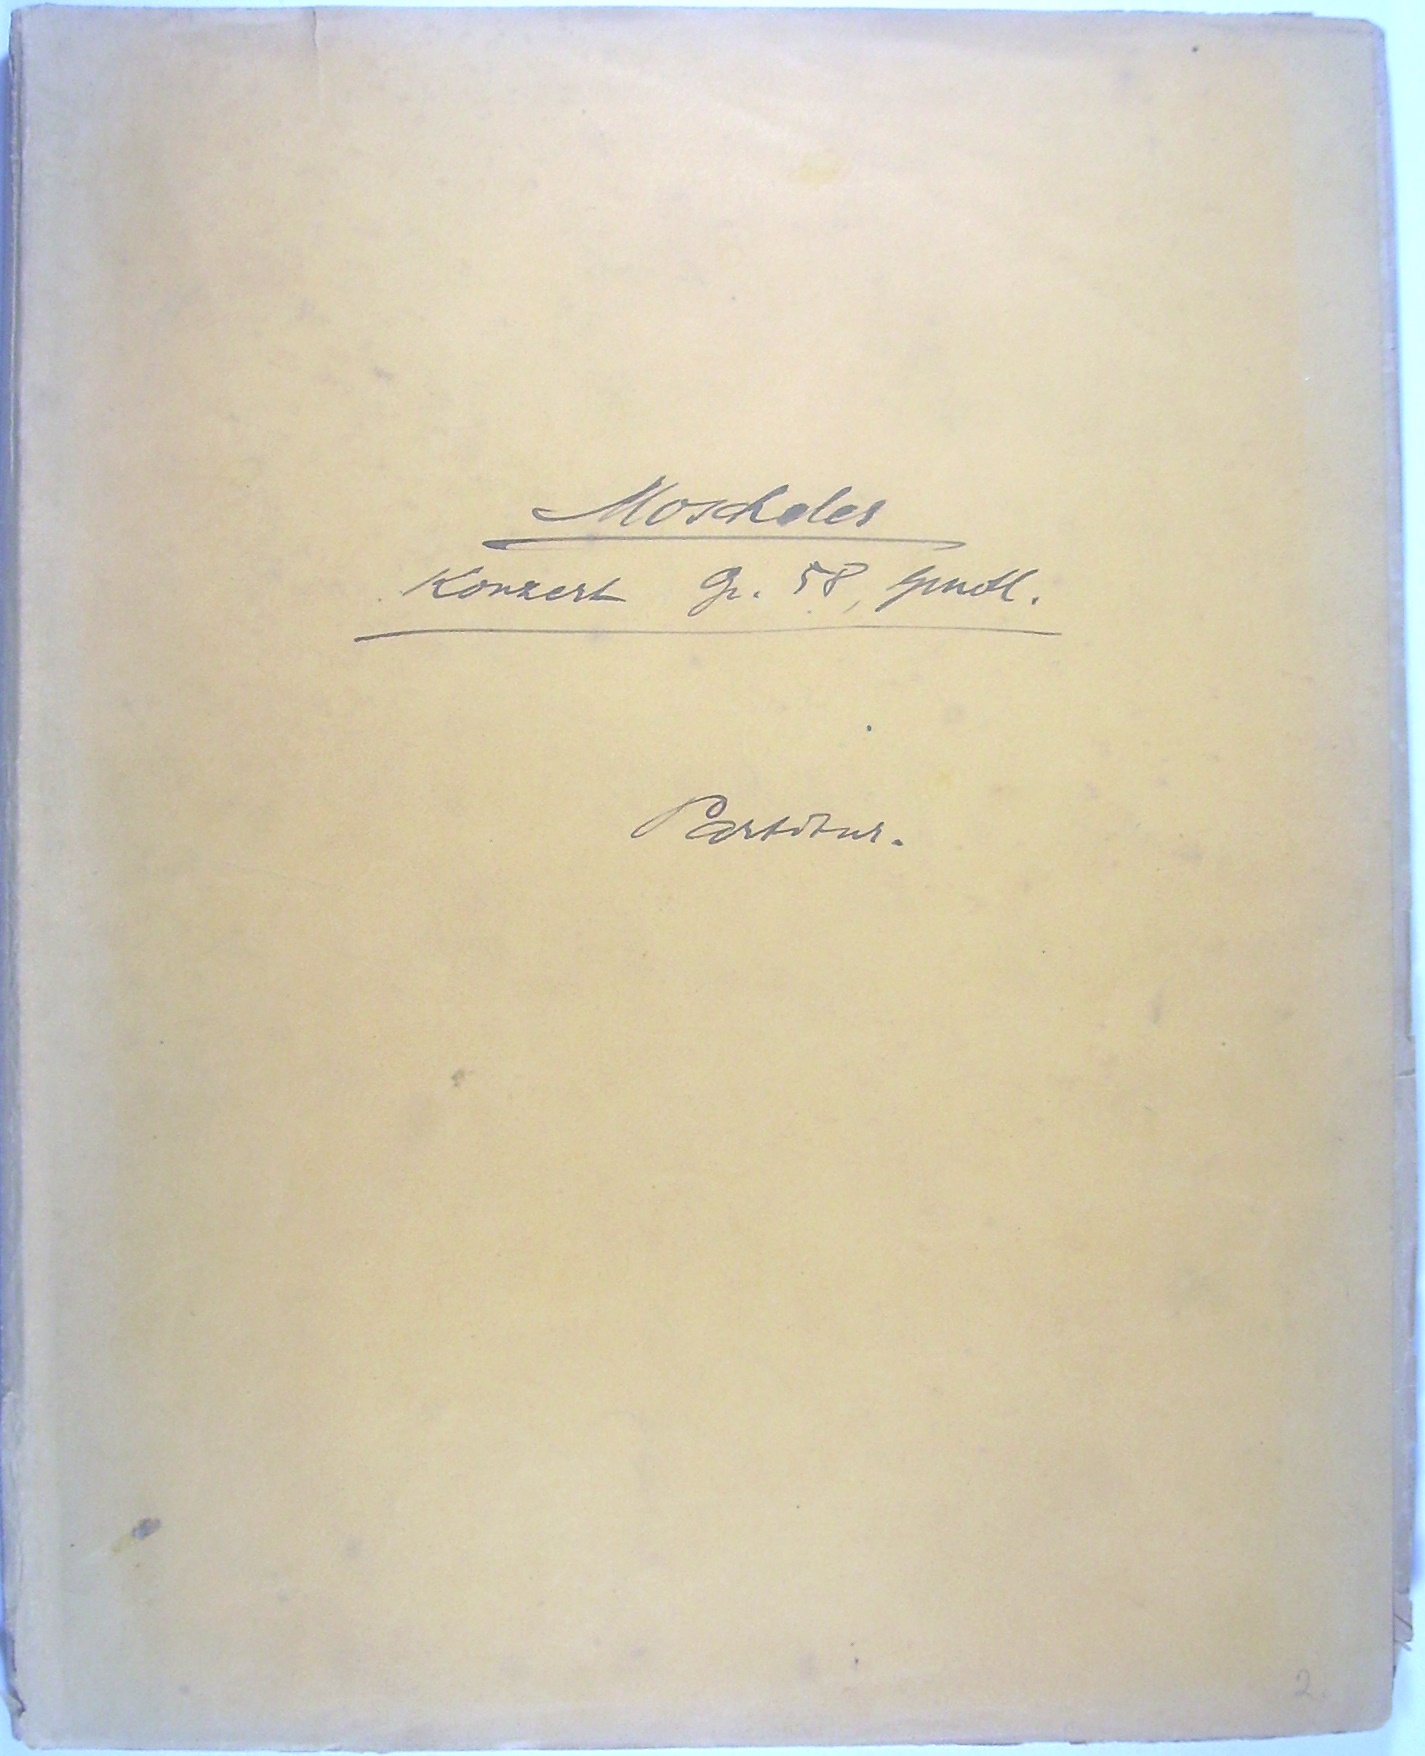 Moscheles
Konzert Op. 58, gmoll.
Partitur.
2